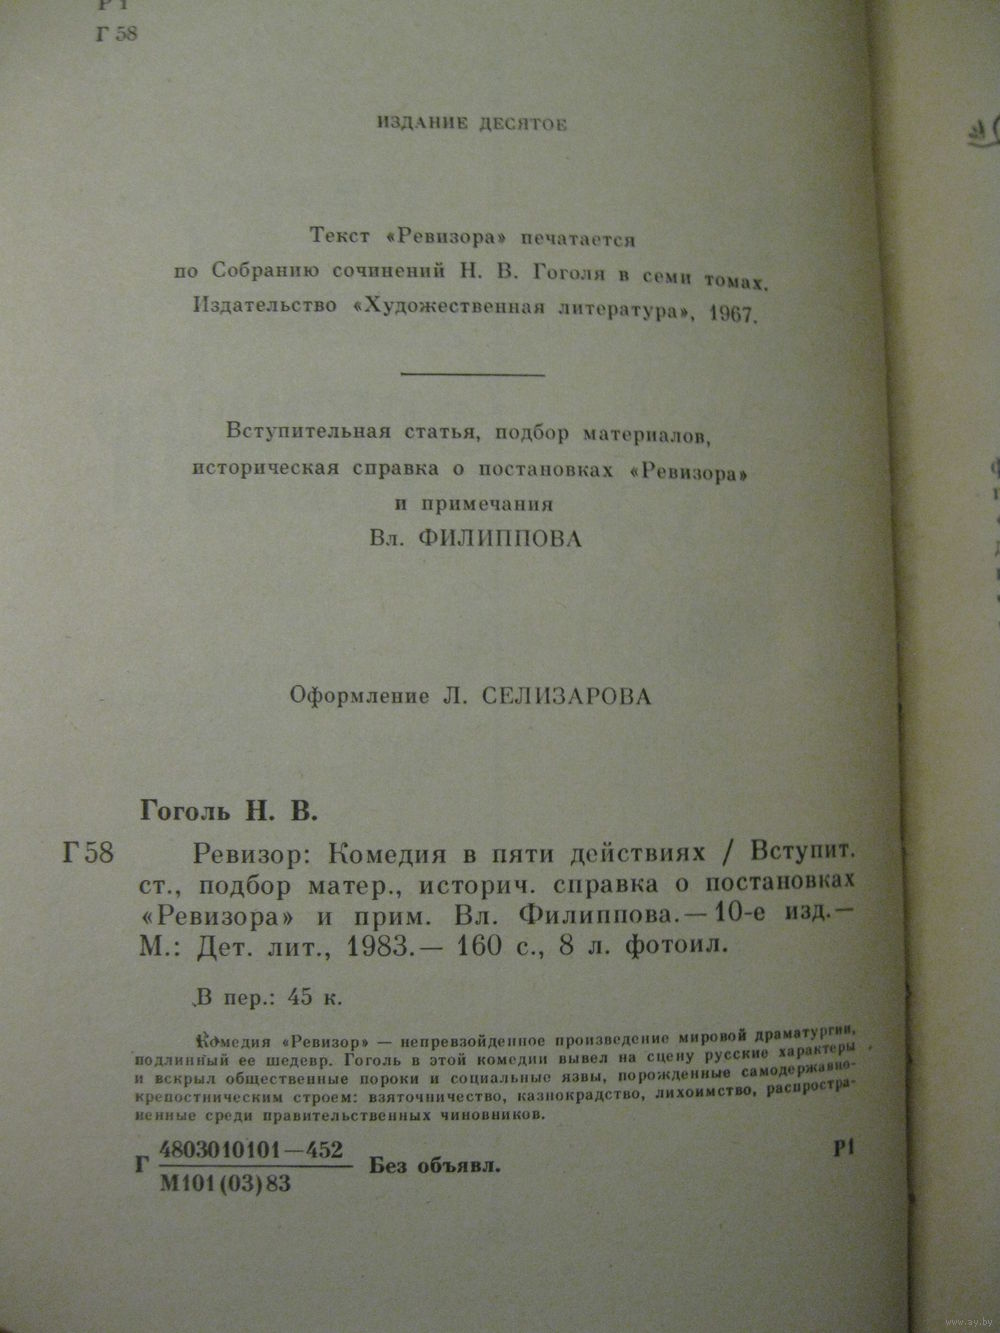 Р 1
Г 58
ИЗДАНИЕ ДЕСЯТОЕ
Текст «Ревизора» печатается
по Собранию сочинений Н. В. Гоголя в семи томах.
Издательство «Художественная литература», 1967.
Вступительная статья, подбор материалов,
историческая справка о постановках «Ревизора»
и примечания
Вл. ФИЛИППОВА
Оформление Л. СЕЛИЗАРОВА
Гоголь Н. В.
Г 58 Ревизор: Комедия в пяти действиях / Вступит.
ст., подбор матер., историч. справка о постановках
«Ревизора» и прим. Вл. Филиппова.— 10-е изд.—
М.: Дет. лит., 1983.— 160 с., 8 л. фотоил.
В пер.: 45 к.
Комедия «Ревизор» — непревзойденное произведение мировой драматургии,
подлинный ее шедевр. Гоголь в этой комедии вывел на сцену русские характеры
и вскрыл общественные пороки и социальные язвы, порожденные самодержавно-
крепостническим строем: взяточничество, казнокрадство, лихоимство, распростра-
ненные среди правительственных чиновников.
Г 4803010101—452
М101(03)83 Без объявл.
Р1
www.ay.by